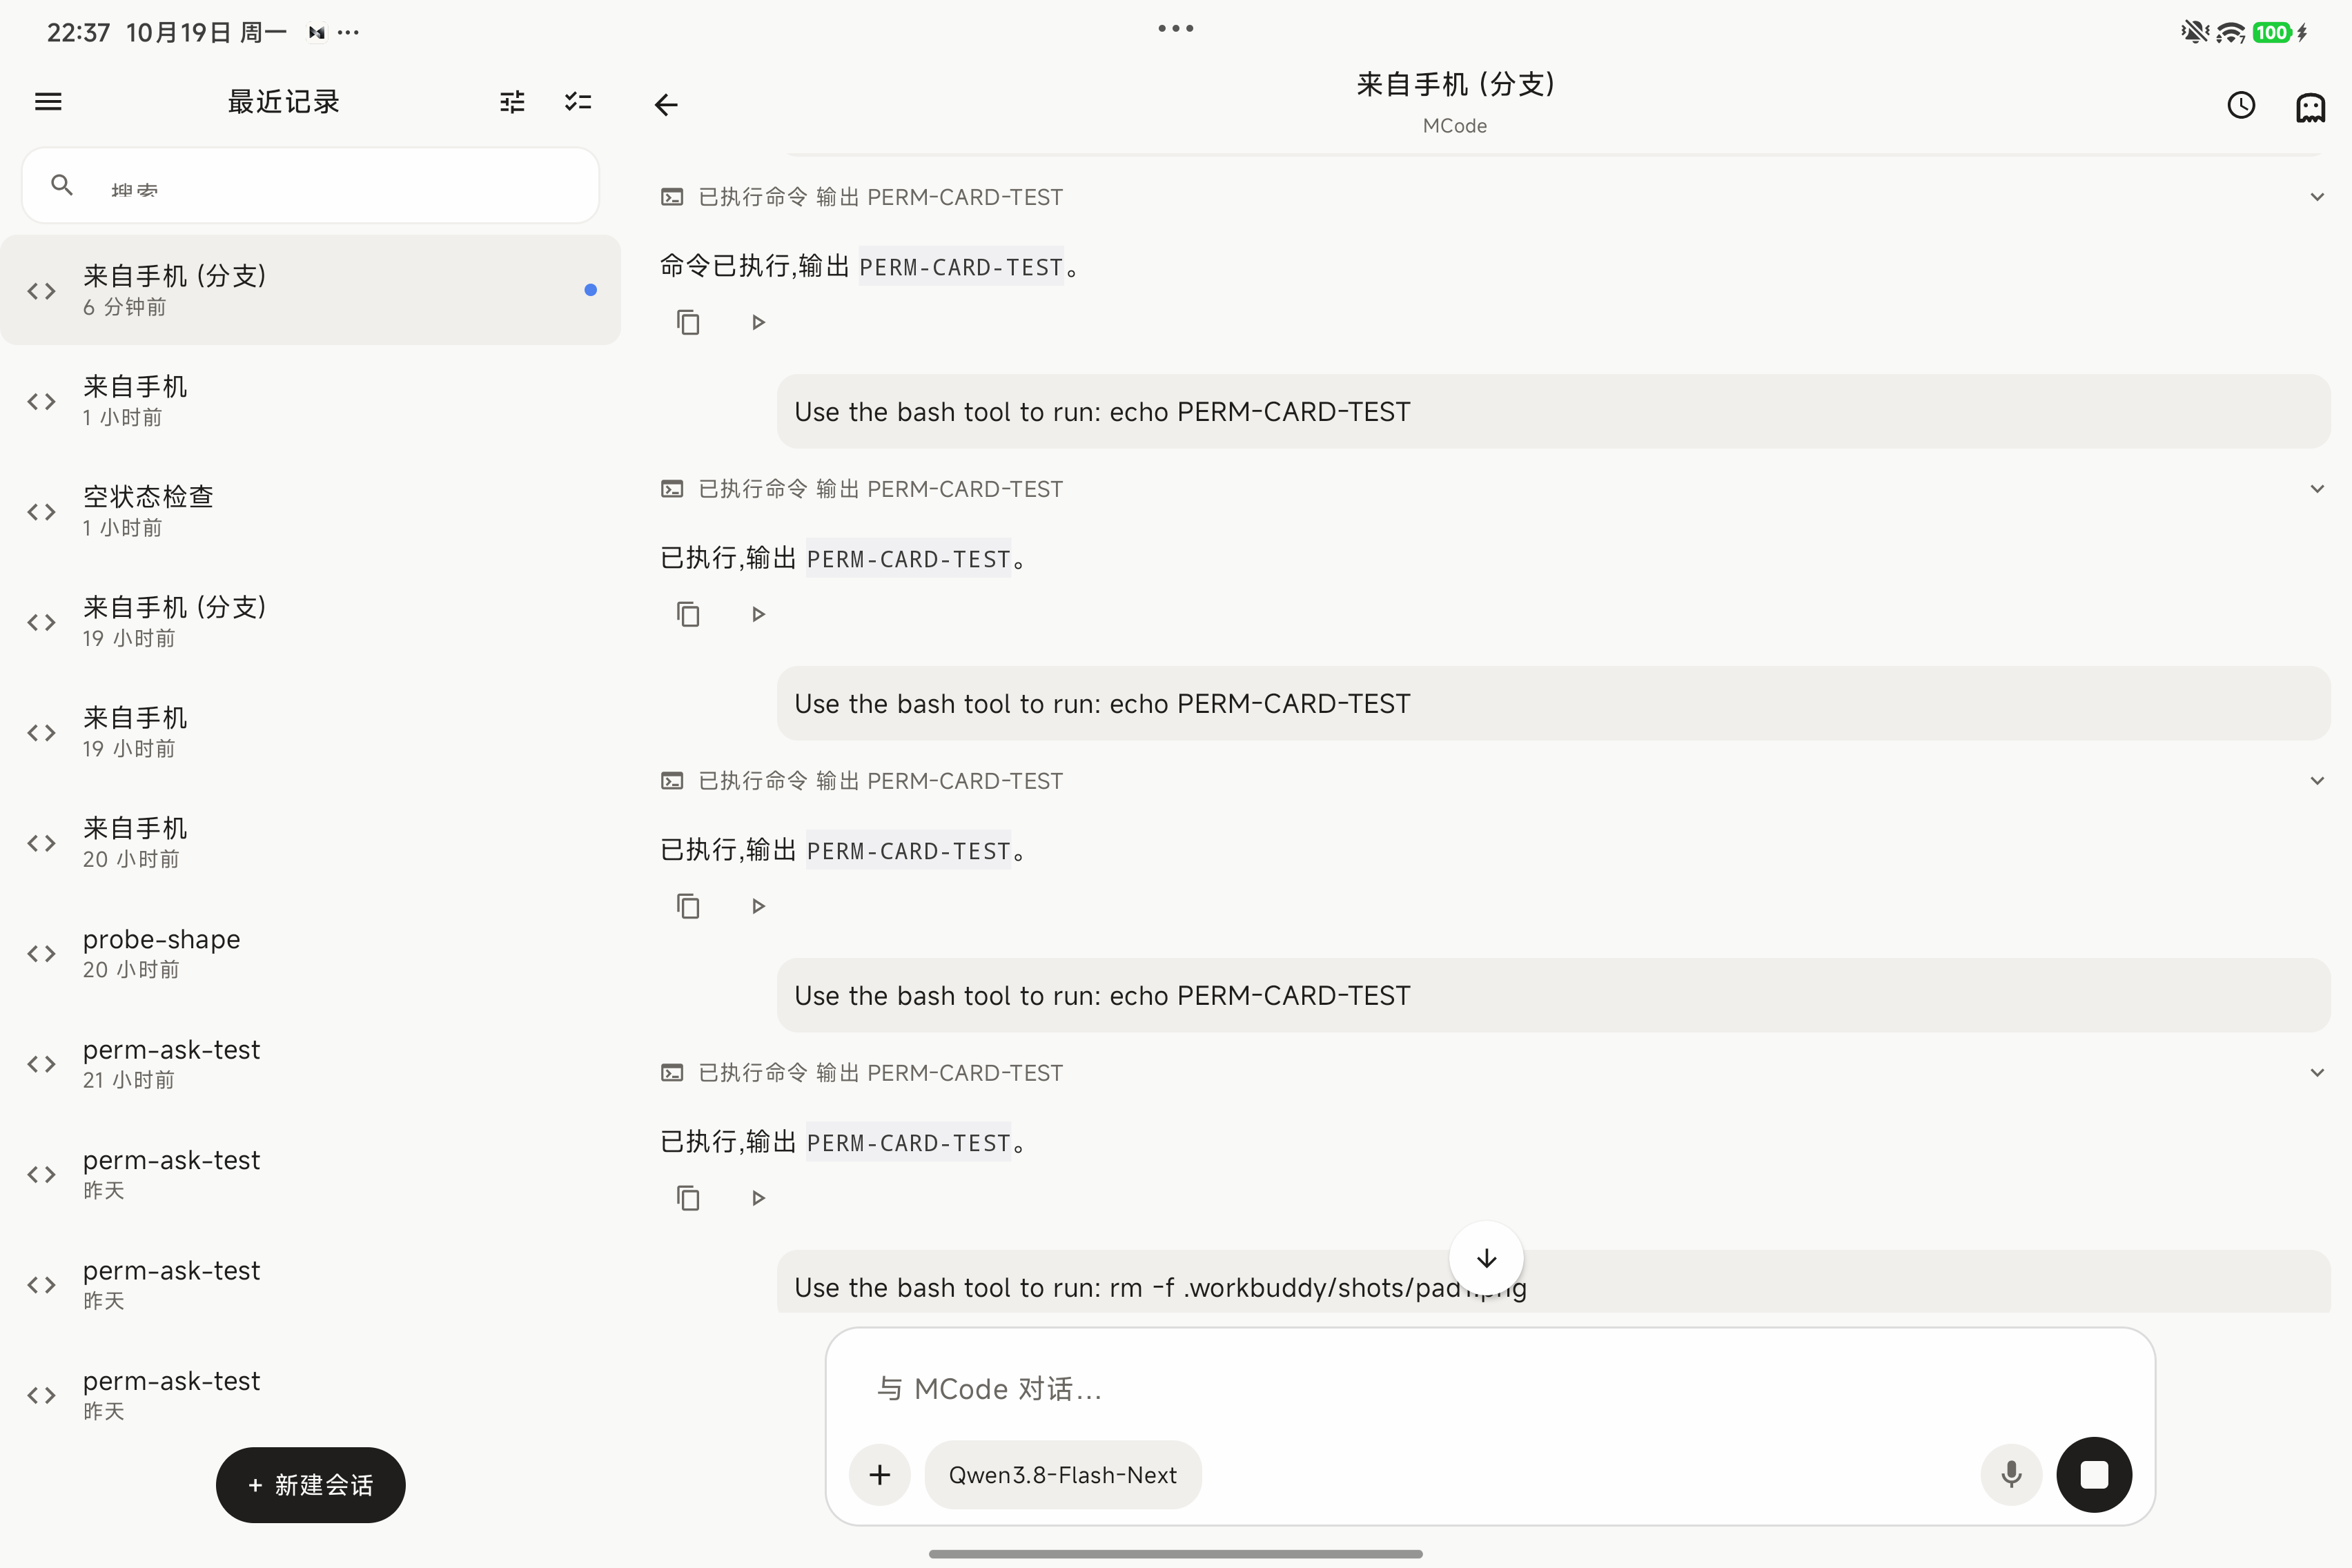 22:37 10月19日 周一
100
最近记录
搜索
来自手机 (分支)
6 分钟前
来自手机
1 小时前
空状态检查
1 小时前
来自手机 (分支)
19 小时前
来自手机
19 小时前
来自手机
20 小时前
probe-shape
20 小时前
perm-ask-test
21 小时前
perm-ask-test
昨天
perm-ask-test
昨天
perm-ask-test
昨天
+ 新建会话
来自手机 (分支)
MCode
已执行命令 输出 PERM-CARD-TEST
命令已执行,输出 PERM-CARD-TEST。
Use the bash tool to run: echo PERM-CARD-TEST
已执行命令 输出 PERM-CARD-TEST
已执行,输出 PERM-CARD-TEST。
Use the bash tool to run: echo PERM-CARD-TEST
已执行命令 输出 PERM-CARD-TEST
已执行,输出 PERM-CARD-TEST。
Use the bash tool to run: echo PERM-CARD-TEST
已执行命令 输出 PERM-CARD-TEST
已执行,输出 PERM-CARD-TEST。
Use the bash tool to run: rm -f
与 MCode 对话...
Qwen3.8-Flash-Next